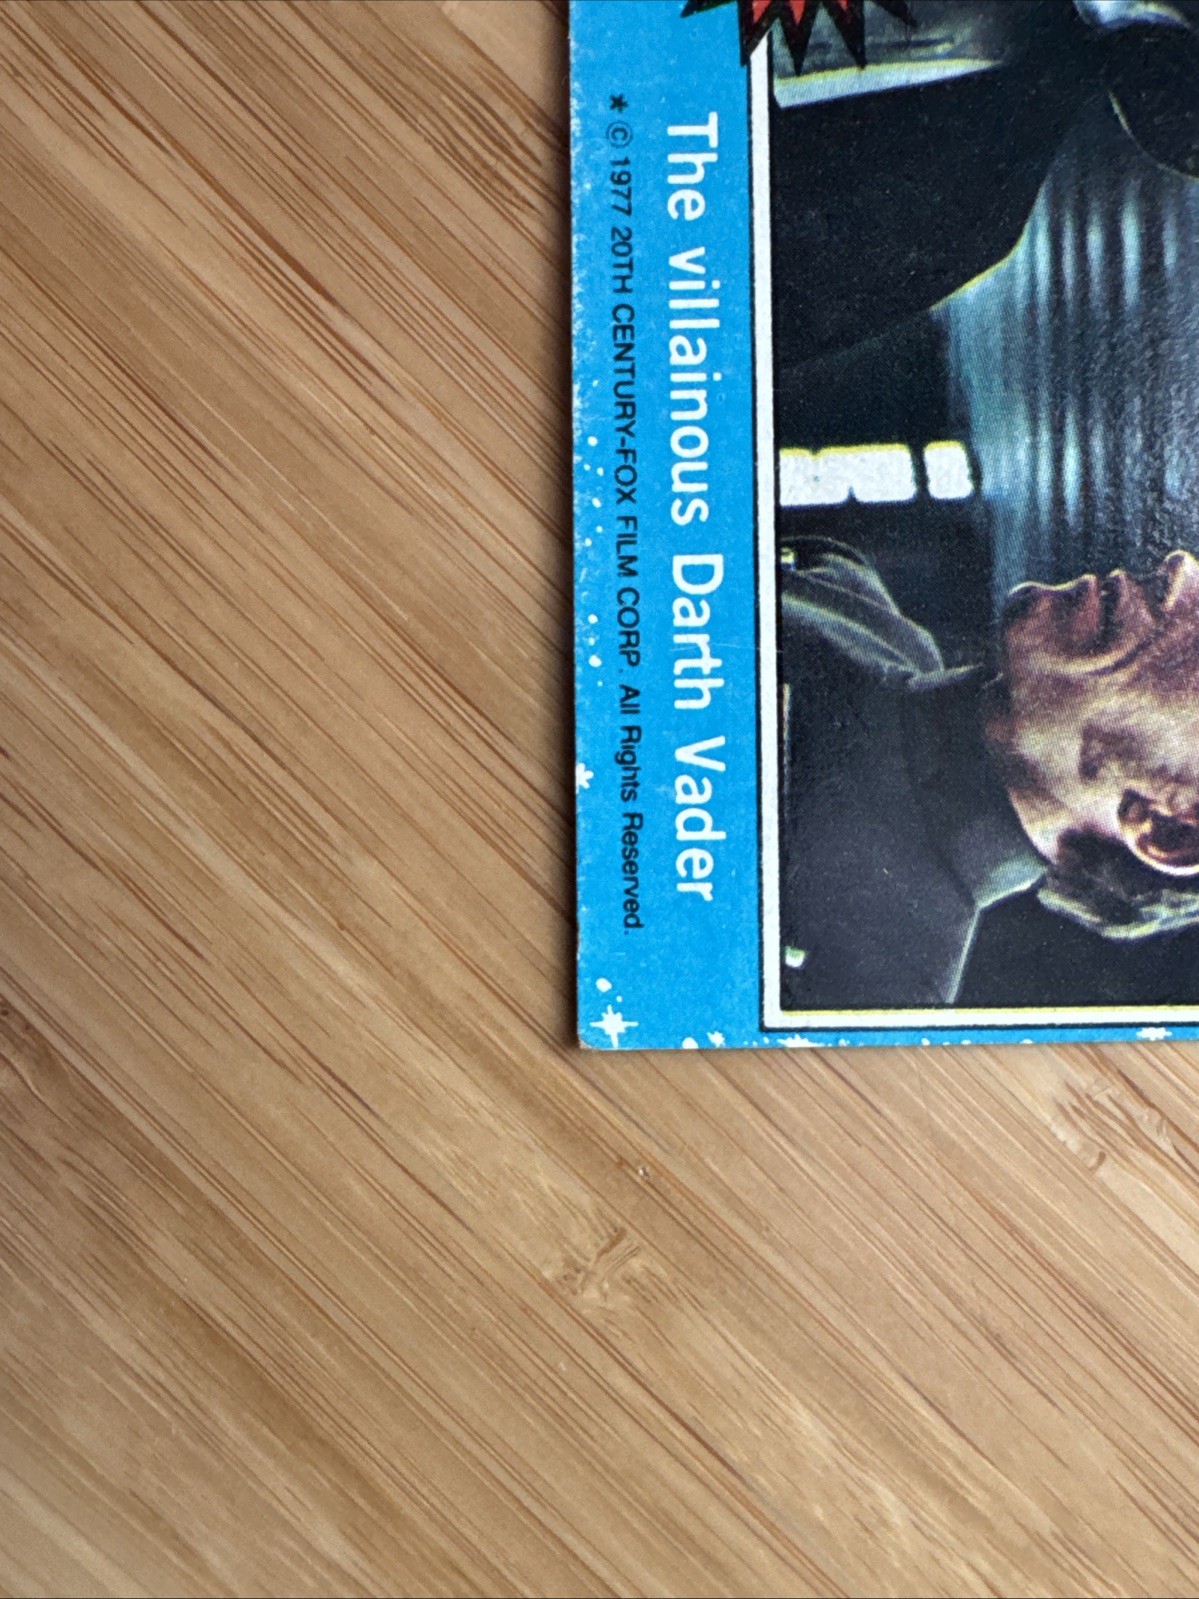 The villainous Darth Vader
★ © 1977 20TH CENTURY-FOX FILM CORP. All Rights Reserved.